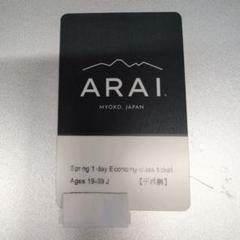 ARAI
MYOKO, JAPAN
Spring 1 day Economy class ticket
Ages 19-39 J